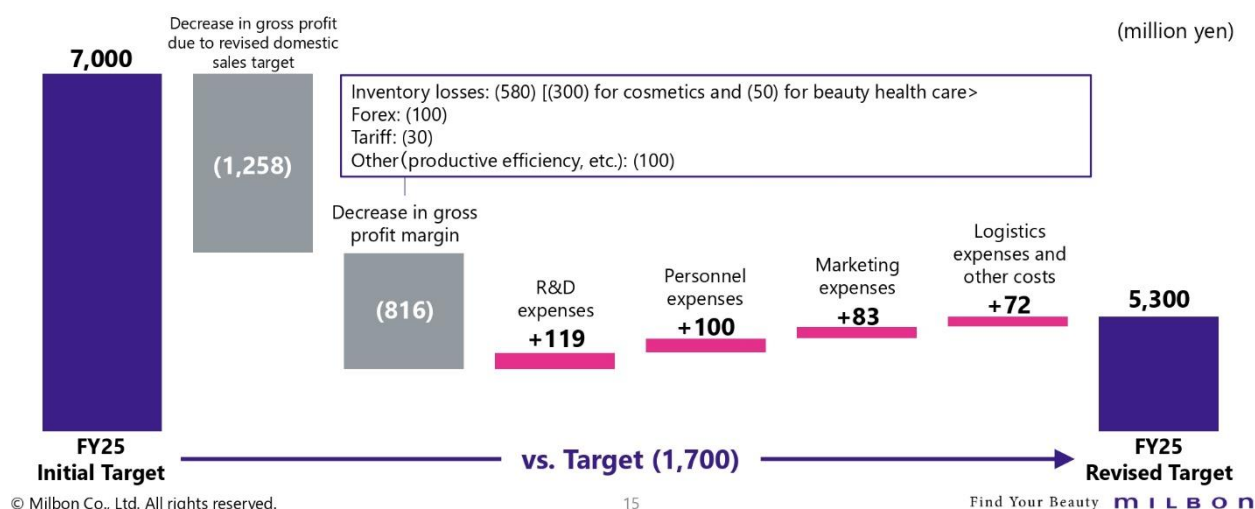 (million yen)
7,000
Decrease in gross profit
due to revised domestic
sales target
(1,258)
Inventory losses: (580) [(300) for cosmetics and (50) for beauty health care>
Forex: (100)
Tariff: (30)
Other(productive efficiency, etc.): (100)
Decrease in gross
profit margin
(816)
R&D
expenses
+119
Personnel
expenses
+100
Marketing
expenses
+83
Logistics
expenses and
other costs
+72
5,300
FY25
Initial Target
vs. Target (1,700)
FY25
Revised Target
© Milbon Co., Ltd. All rights reserved.
15
Find Your Beauty MILBON